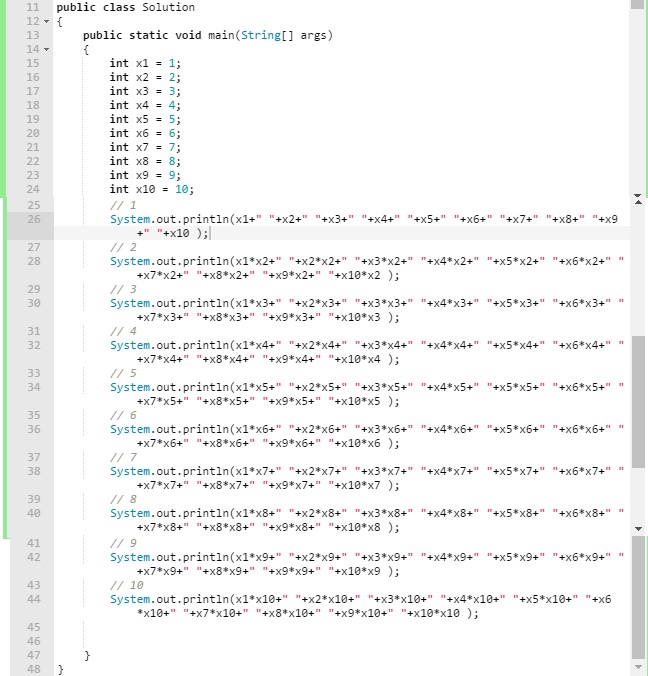 11 public class Solution
12 {
13 public static void main(String[] args)
14 {
15 int x1 = 1;
16 int x2 = 2;
17 int x3 = 3;
18 int x4 = 4;
19 int x5 = 5;
20 int x6 = 6;
21 int x7 = 7;
22 int x8 = 8;
23 int x9 = 9;
24 int x10 = 10;
25 // 1
26 System.out.println(x1+" "+x2+" "+x3+" "+x4+" "+x5+" "+x6+" "+x7+" "+x8+" "+x9
+" "+x10 );
27 // 2
28 System.out.println(x1*x2+" "+x2*x2+" "+x3*x2+" "+x4*x2+" "+x5*x2+" "+x6*x2+" "
+x7*x2+" "+x8*x2+" "+x9*x2+" "+x10*x2 );
29 // 3
30 System.out.println(x1*x3+" "+x2*x3+" "+x3*x3+" "+x4*x3+" "+x5*x3+" "+x6*x3+" "
+x7*x3+" "+x8*x3+" "+x9*x3+" "+x10*x3 );
31 // 4
32 System.out.println(x1*x4+" "+x2*x4+" "+x3*x4+" "+x4*x4+" "+x5*x4+" "+x6*x4+" "
+x7*x4+" "+x8*x4+" "+x9*x4+" "+x10*x4 );
33 // 5
34 System.out.println(x1*x5+" "+x2*x5+" "+x3*x5+" "+x4*x5+" "+x5*x5+" "+x6*x5+" "
+x7*x5+" "+x8*x5+" "+x9*x5+" "+x10*x5 );
35 // 6
36 System.out.println(x1*x6+" "+x2*x6+" "+x3*x6+" "+x4*x6+" "+x5*x6+" "+x6*x6+" "
+x7*x6+" "+x8*x6+" "+x9*x6+" "+x10*x6 );
37 // 7
38 System.out.println(x1*x7+" "+x2*x7+" "+x3*x7+" "+x4*x7+" "+x5*x7+" "+x6*x7+" "
+x7*x7+" "+x8*x7+" "+x9*x7+" "+x10*x7 );
39 // 8
40 System.out.println(x1*x8+" "+x2*x8+" "+x3*x8+" "+x4*x8+" "+x5*x8+" "+x6*x8+" "
+x7*x8+" "+x8*x8+" "+x9*x8+" "+x10*x8 );
41 // 9
42 System.out.println(x1*x9+" "+x2*x9+" "+x3*x9+" "+x4*x9+" "+x5*x9+" "+x6*x9+" "
+x7*x9+" "+x8*x9+" "+x9*x9+" "+x10*x9 );
43 // 10
44 System.out.println(x1*x10+" "+x2*x10+" "+x3*x10+" "+x4*x10+" "+x5*x10+" "+x6
*x10+" "+x7*x10+" "+x8*x10+" "+x9*x10+" "+x10*x10 );
45
46
47 }
48 }